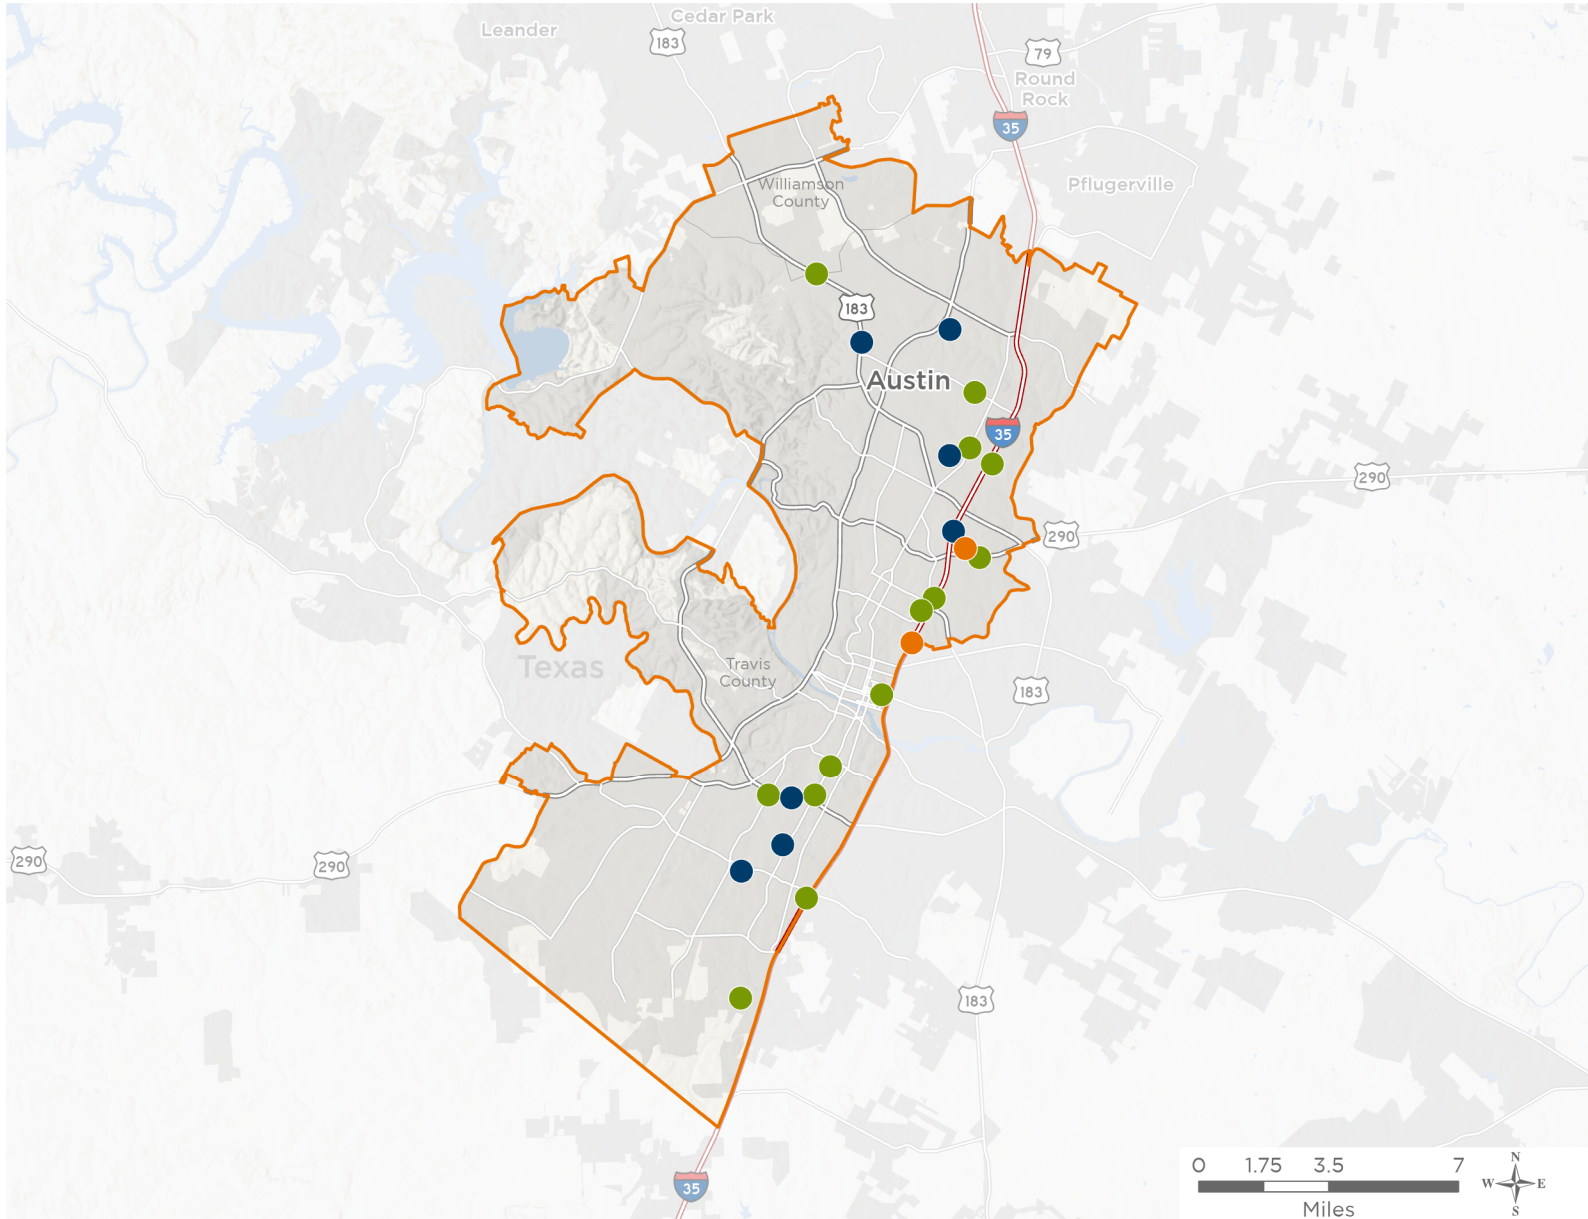 Cedar Park
Leander
183
79
Round
Rock
35
Pflugerville
Williamson
County
183
Austin
35
290
290
Texas
Travis
County
183
290
290
183
35
0 1.75 3.5 7
Miles
N
W E
S